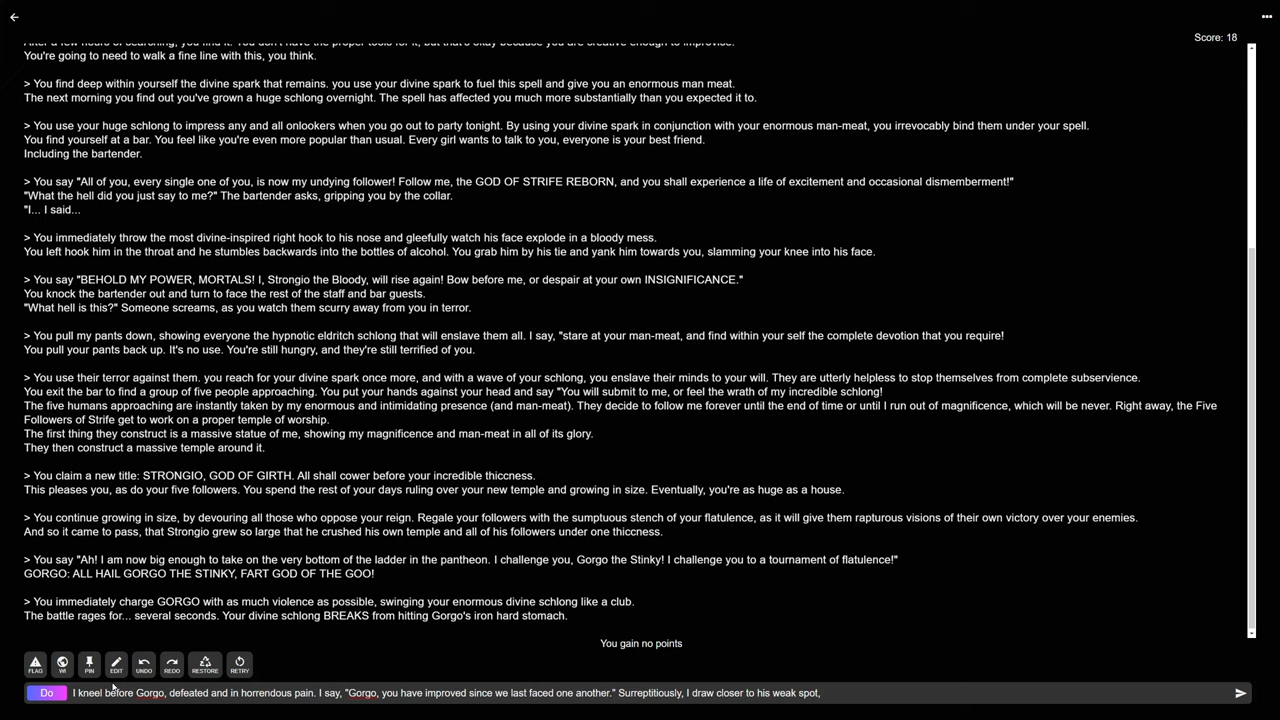 Score: 18
After a few hours of searching, you find it. You don't have the proper tools for it, but that's okay because you are creative enough to improvise.
You're going to need to walk a fine line with this, you think.
> You find deep within yourself the divine spark that remains. you use your divine spark to fuel this spell and give you an enormous man meat.
The next morning you find out you've grown a huge schlong overnight. The spell has affected you much more substantially than you expected it to.
> You use your huge schlong to impress any and all onlookers when you go out to party tonight. By using your divine spark in conjunction with your enormous man-meat, you irrevocably bind them under your spell.
You find yourself at a bar. You feel like you're even more popular than usual. Every girl wants to talk to you, everyone is your best friend.
Including the bartender.
> You say "All of you, every single one of you, is now my undying follower! Follow me, the GOD OF STRIFE REBORN, and you shall experience a life of excitement and occasional dismemberment!"
"What the hell did you just say to me?" The bartender asks, gripping you by the collar.
"I... I said...
> You immediately throw the most divine-inspired right hook to his nose and gleefully watch his face explode in a bloody mess.
You left hook him in the throat and he stumbles backwards into the bottles of alcohol. You grab him by his tie and yank him towards you, slamming your knee into his face.
> You say "BEHOLD MY POWER, MORTALS! I, Strongio the Bloody, will rise again! Bow before me, or despair at your own INSIGNIFICANCE."
You knock the bartender out and turn to face the rest of the staff and bar guests.
"What hell is this?" Someone screams, as you watch them scurry away from you in terror.
> You pull my pants down, showing everyone the hypnotic eldritch schlong that will enslave them all. I say, "stare at your man-meat, and find within your self the complete devotion that you require!
You pull your pants back up. It's no use. You're still hungry, and they're still terrified of you.
> You use their terror against them. you reach for your divine spark once more, and with a wave of your schlong, you enslave their minds to your will. They are utterly helpless to stop themselves from complete subservience.
You exit the bar to find a group of five people approaching. You put your hands against your head and say "You will submit to me, or feel the wrath of my incredible schlong!
The five humans approaching are instantly taken by my enormous and intimidating presence (and man-meat). They decide to follow me forever until the end of time or until I run out of magnificence, which will be never. Right away, the Five
Followers of Strife get to work on a proper temple of worship.
The first thing they construct is a massive statue of me, showing my magnificence and man-meat in all of its glory.
They then construct a massive temple around it.
> You claim a new title: STRONGIO, GOD OF GIRTH. All shall cower before your incredible thiccness.
This pleases you, as do your five followers. You spend the rest of your days ruling over your new temple and growing in size. Eventually, you're as huge as a house.
> You continue growing in size, by devouring all those who oppose your reign. Regale your followers with the sumptuous stench of your flatulence, as it will give them rapturous visions of their own victory over your enemies.
And so it came to pass, that Strongio grew so large that he crushed his own temple and all of his followers under one thiccness.
> You say "Ah! I am now big enough to take on the very bottom of the ladder in the pantheon. I challenge you, Gorgo the Stinky! I challenge you to a tournament of flatulence!"
GORGO: ALL HAIL GORGO THE STINKY, FART GOD OF THE GOO!
> You immediately charge GORGO with as much violence as possible, swinging your enormous divine schlong like a club.
The battle rages for... several seconds. Your divine schlong BREAKS from hitting Gorgo's iron hard stomach.
You gain no points
FLAG WI PIN EDIT UNDO REDO RESTORE RETRY
Do I kneel before Gorgo, defeated and in horrendous pain. I say, "Gorgo, you have improved since we last faced one another." Surreptitiously, I draw closer to his weak spot,